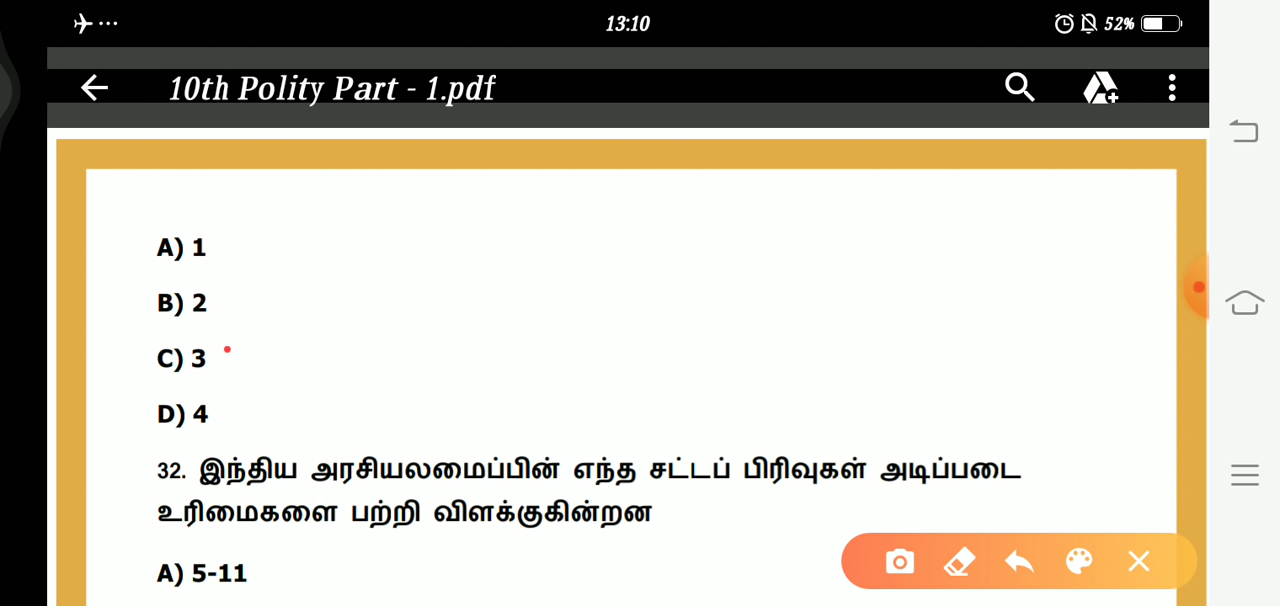 13:10
52%
10th Polity Part - 1.pdf
A) 1
B) 2
C) 3
D) 4
32. இந்திய அரசியலமைப்பின் எந்த சட்டப் பிரிவுகள் அடிப்படை
உரிமைகளை பற்றி விளக்குகின்றன
A) 5-11